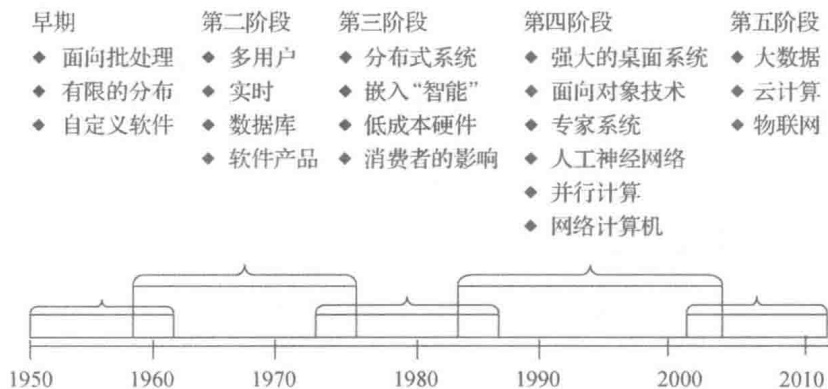 早期 第二阶段 第三阶段 第四阶段 第五阶段
◆ 面向批处理 ◆ 多用户 ◆ 分布式系统 ◆ 强大的桌面系统 ◆ 大数据
◆ 有限的分布 ◆ 实时 ◆ 嵌入“智能” ◆ 面向对象技术 ◆ 云计算
◆ 自定义软件 ◆ 数据库 ◆ 低成本硬件 ◆ 专家系统 ◆ 物联网
◆ 软件产品 ◆ 消费者的影响 ◆ 人工神经网络
◆ 并行计算
◆ 网络计算机
1950 1960 1970 1980 1990 2000 2010